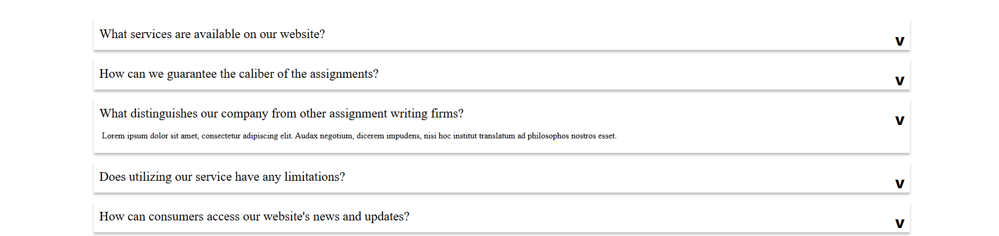 What services are available on our website?
v
How can we guarantee the caliber of the assignments?
v
What distinguishes our company from other assignment writing firms?
v
Lorem ipsum dolor sit amet, consectetur adipiscing elit. Audax negotium, dicerem impudens, nisi hoc institut translatum ad philosophos nostros esset.
Does utilizing our service have any limitations?
v
How can consumers access our website's news and updates?
v